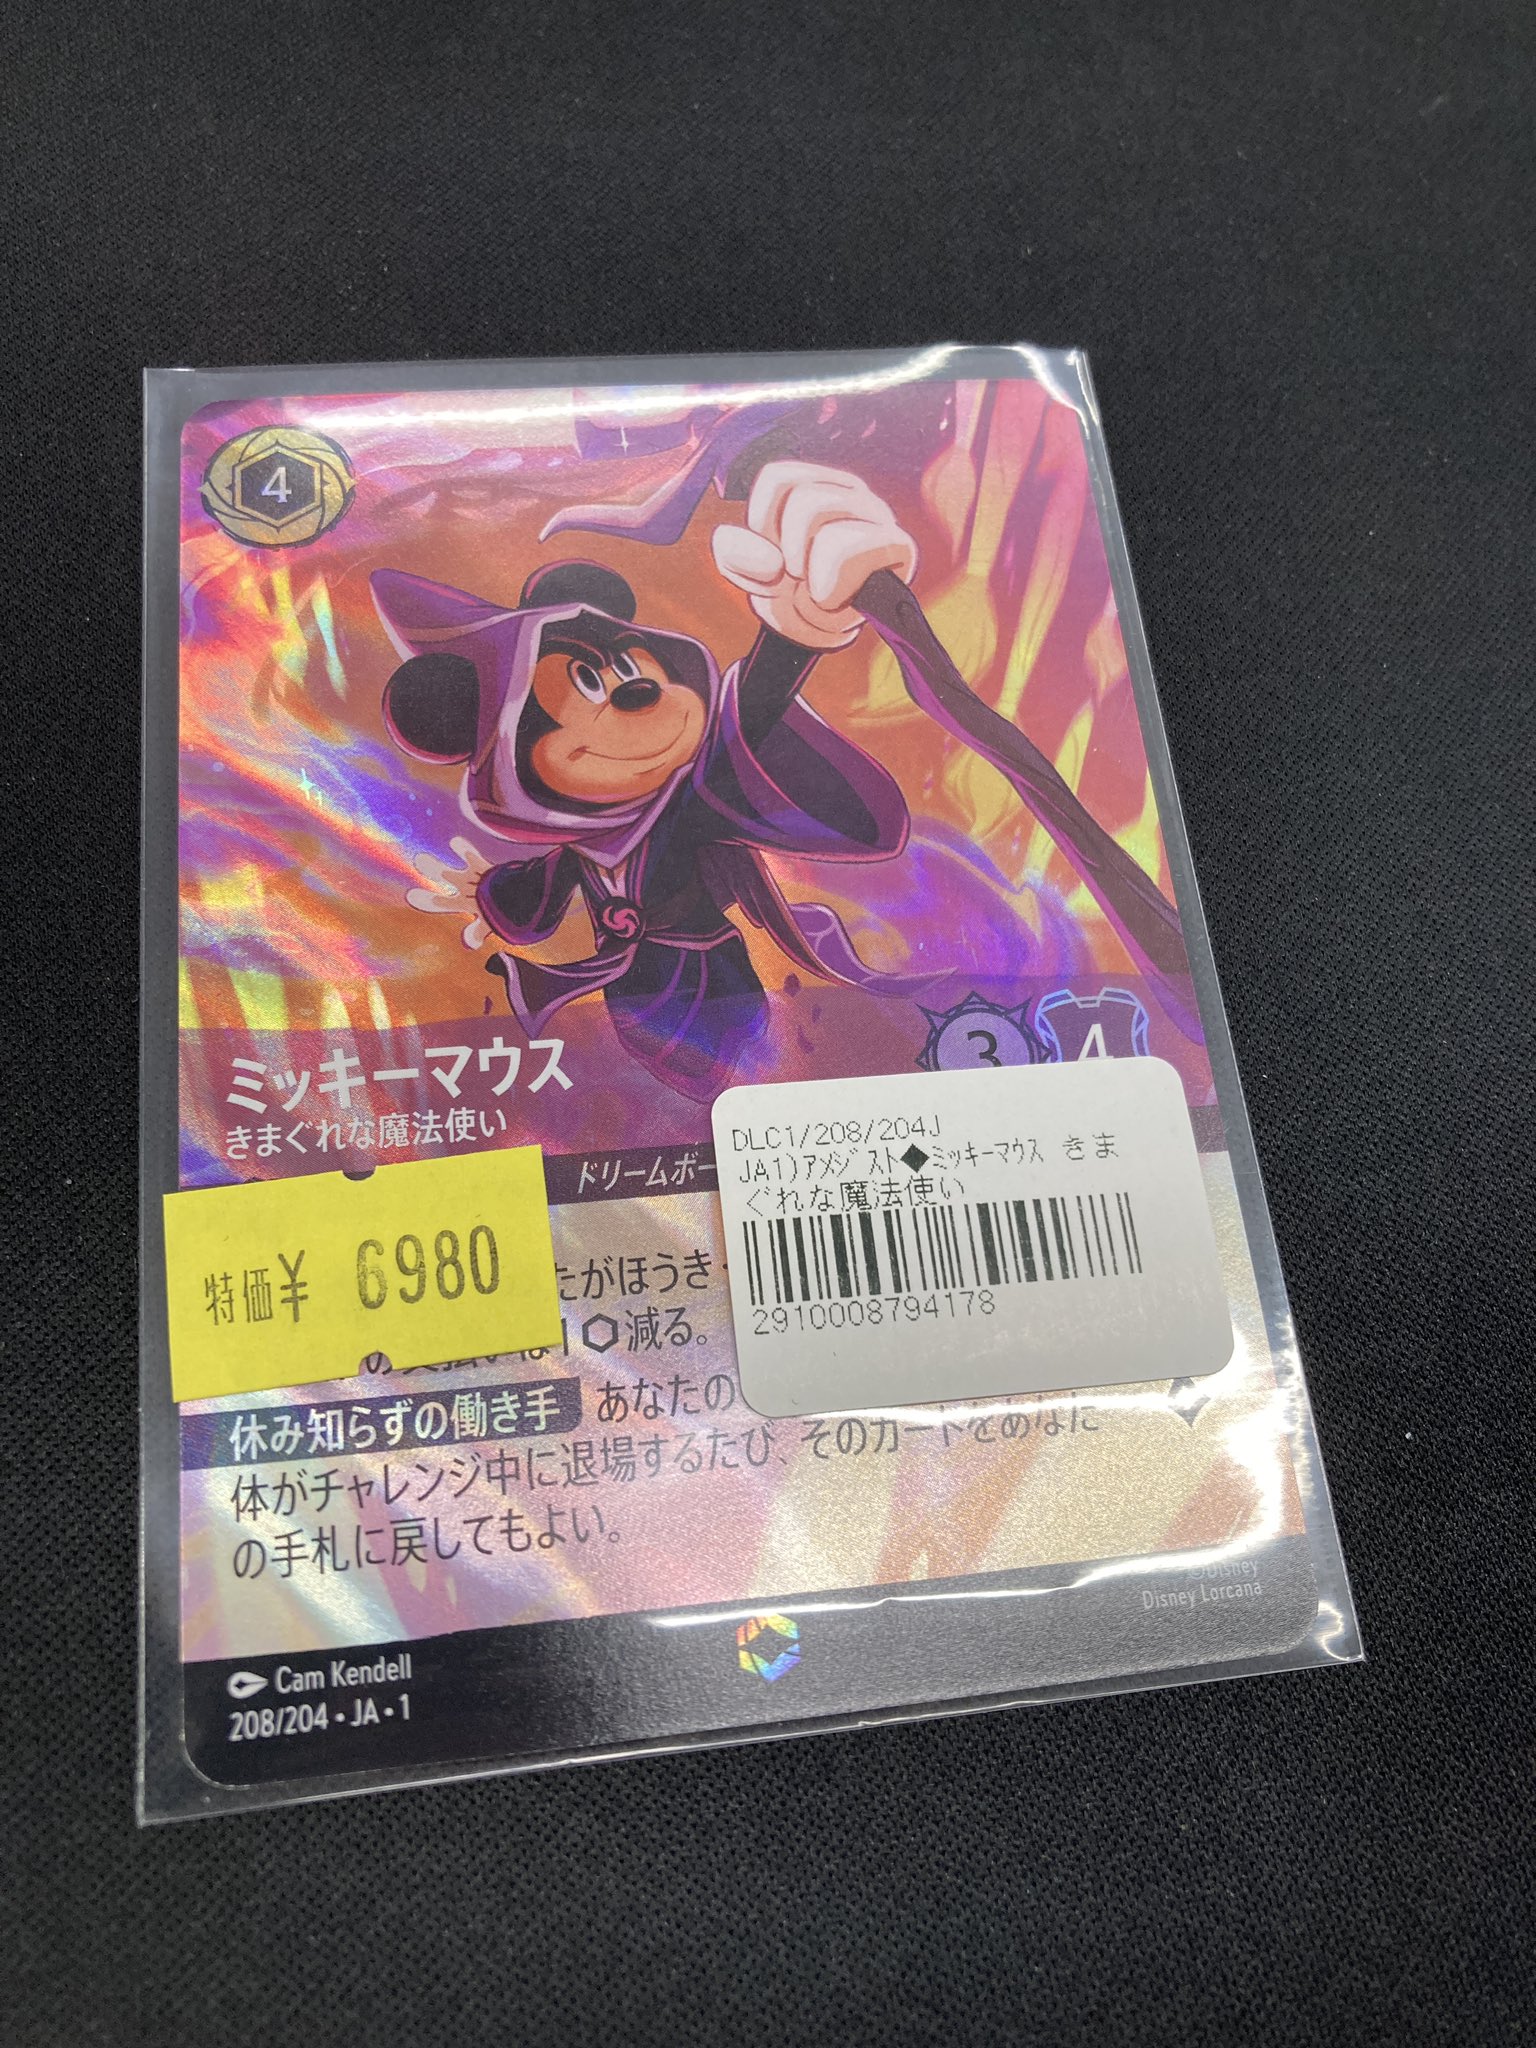 4
ミッキーマウス
きまぐれな魔法使い
3 4
ドリームボー
DLC1/208/204J
JA1)アメジスト◆ミッキーマウス きま
ぐれな魔法使い
2910008794178
特価¥ 6980
たがほうき・
は1⬡減る。
休み知らずの働き手 あなたの
体がチャレンジ中に退場するたび、そのカードをあなた
の手札に戻してもよい。
©Disney
Disney Lorcana
Cam Kendell
208/204・JA・1